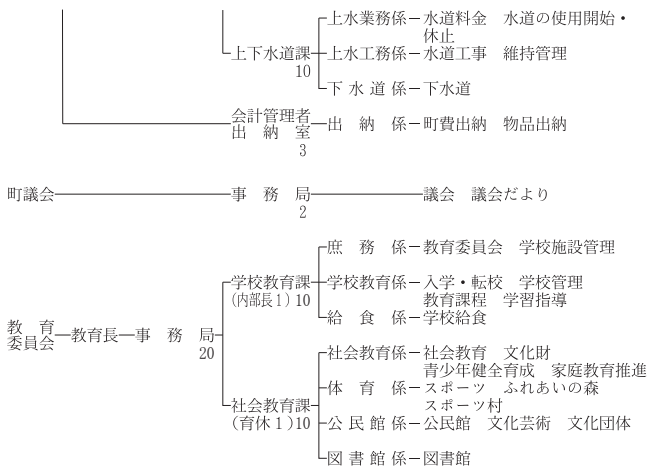 上水業務係 水道料金　水道の使用開始・
休止
上下水道課 上水工務係 水道工事　維持管理
10
下水道係 下水道
会計管理者
出納室 出納係 町費出納　物品出納
3
町議会 事務局 議会　議会だより
2
庶務係 教育委員会　学校施設管理
学校教育課 学校教育係 入学・転校　学校管理
(内部長1) 10 教育課程　学習指導
給食係 学校給食
教育委員会 教育長 事務局
20
社会教育係 社会教育　文化財
青少年健全育成　家庭教育推進
体育係 スポーツ　ふれあいの森
社会教育課 スポーツ村
(育休1)10 公民館係 公民館　文化芸術　文化団体
図書館係 図書館